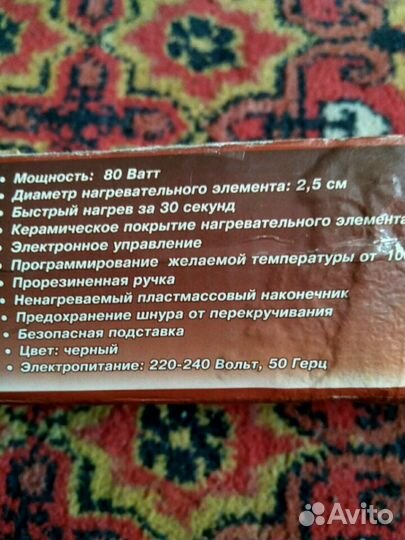 • Мощность: 80 Ватт
• Диаметр нагревательного элемента: 2,5 см
• Быстрый нагрев за 30 секунд
• Керамическое покрытие нагревательного элемента
• Электронное управление
• Программирование желаемой температуры от
• Прорезиненная ручка
• Ненагреваемый пластмассовый наконечник
• Предохранение шнура от перекручивания
• Безопасная подставка
• Цвет: черный
• Электропитание: 220-240 Вольт, 50 Герц
Avito